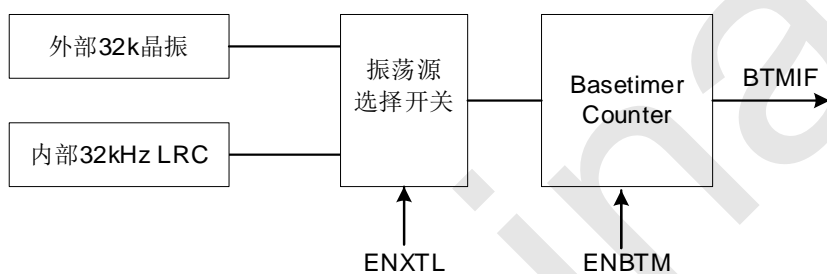 外部32k晶振
内部32kHz LRC
振荡源
选择开关
Basetimer
Counter
BTMIF
ENXTL
ENBTM
ina